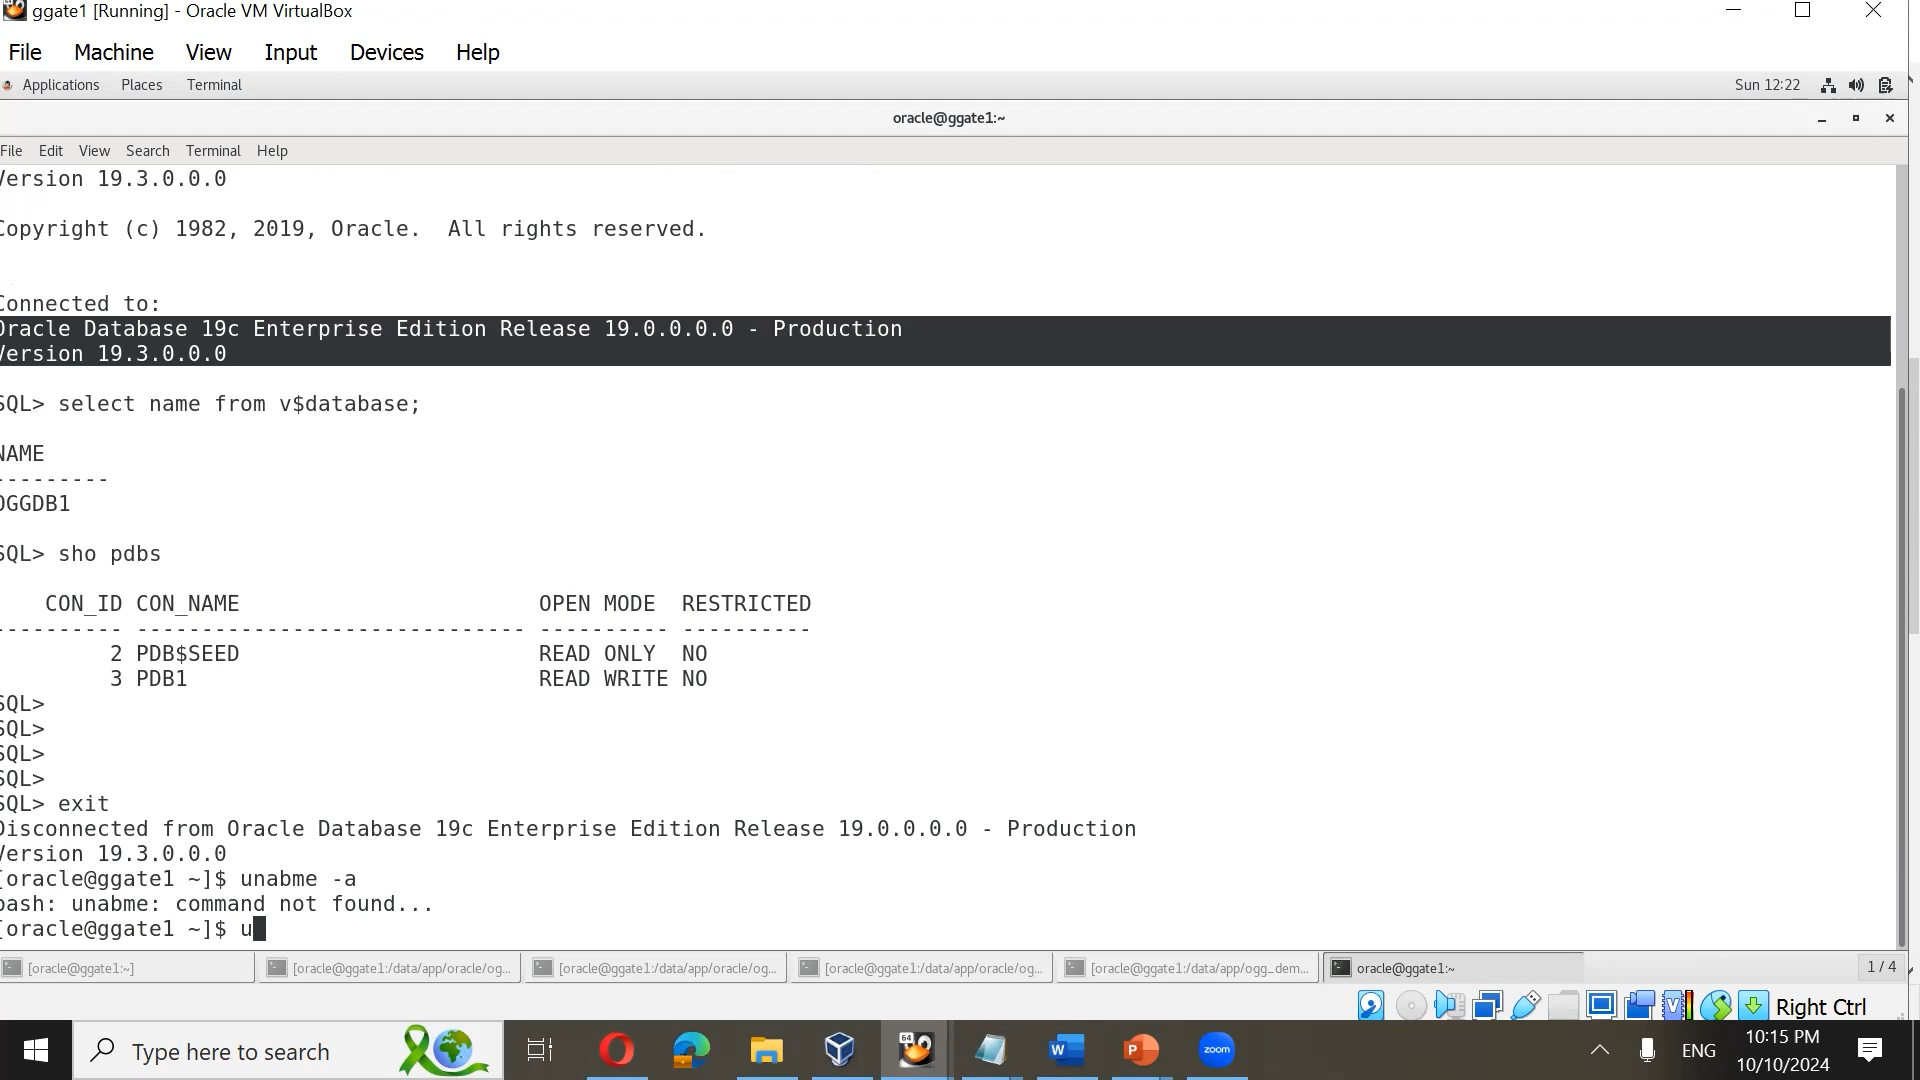 ggate1 [Running] - Oracle VM VirtualBox
File Machine View Input Devices Help
Applications Places Terminal Sun 12:22
oracle@ggate1:~
File Edit View Search Terminal Help
Version 19.3.0.0.0
Copyright (c) 1982, 2019, Oracle.  All rights reserved.
Connected to:
Oracle Database 19c Enterprise Edition Release 19.0.0.0.0 - Production
Version 19.3.0.0.0
SQL> select name from v$database;
NAME
---------
OGGDB1
SQL> sho pdbs
CON_ID CON_NAME OPEN MODE RESTRICTED
---------- ------------------------------ ---------- ----------
2 PDB$SEED READ ONLY NO
3 PDB1 READ WRITE NO
SQL>
SQL>
SQL>
SQL>
SQL> exit
Disconnected from Oracle Database 19c Enterprise Edition Release 19.0.0.0.0 - Production
Version 19.3.0.0.0
[oracle@ggate1 ~]$ unabme -a
bash: unabme: command not found...
[oracle@ggate1 ~]$ u
[oracle@ggate1:~] [oracle@ggate1:/data/app/oracle/og... [oracle@ggate1:/data/app/oracle/og... [oracle@ggate1:/data/app/oracle/og... [oracle@ggate1:/data/app/ogg_dem... oracle@ggate1:~ 1 / 4
Right Ctrl
Type here to search 64 W P zoom ENG 10:15 PM
10/10/2024